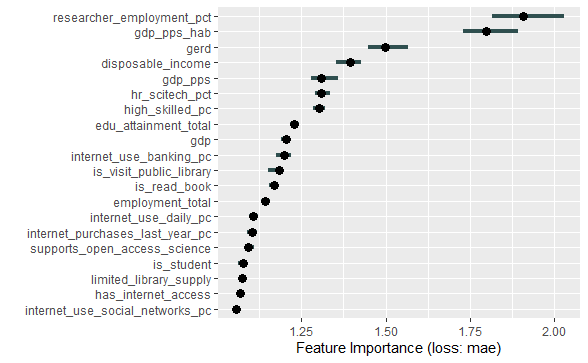 researcher_employment_pct
gdp_pps_hab
gerd
disposable_income
gdp_pps
hr_scitech_pct
high_skilled_pc
edu_attainment_total
gdp
internet_use_banking_pc
is_visit_public_library
is_read_book
employment_total
internet_use_daily_pc
internet_purchases_last_year_pc
supports_open_access_science
is_student
limited_library_supply
has_internet_access
internet_use_social_networks_pc
1.25 1.50 1.75 2.00
Feature Importance (loss: mae)